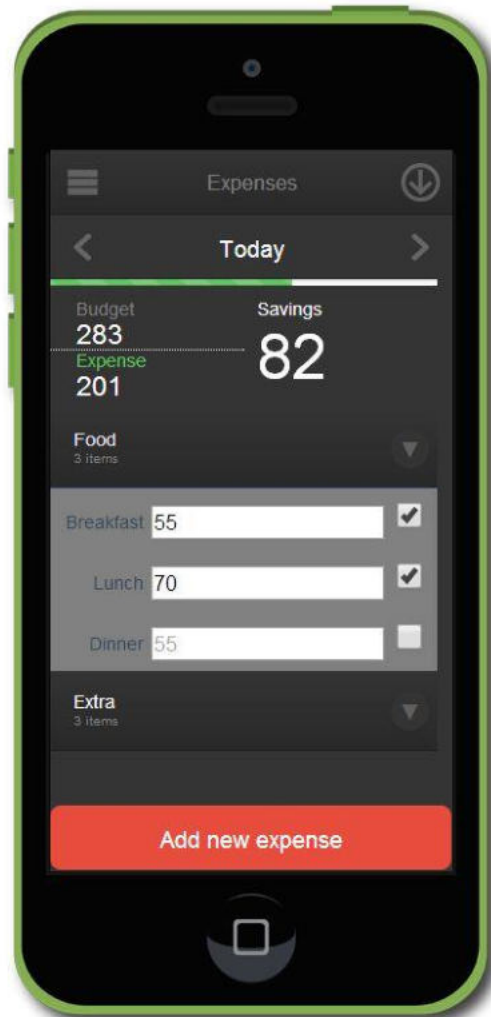 Expenses
Today
Budget
283
Savings
82
Expense
201
Food
3 items
Breakfast 55
Lunch 70
Dinner 55
Extra
3 items
Add new expense